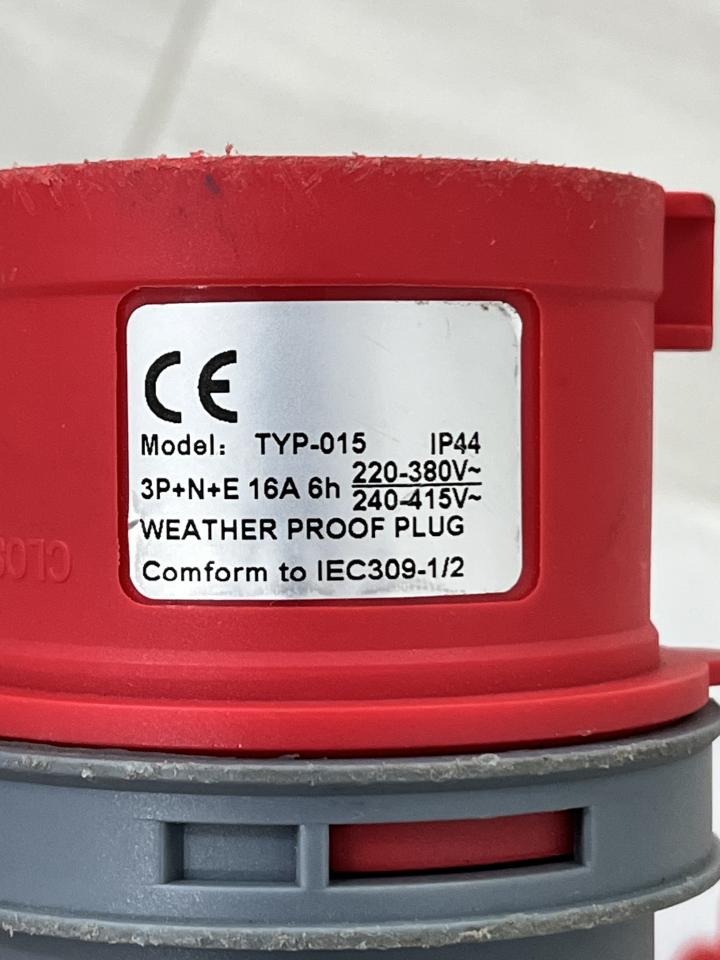 CE
Model: TYP-015 IP44
3P+N+E 16A 6h 220-380V~
240-415V~
WEATHER PROOF PLUG
Comform to IEC309-1/2